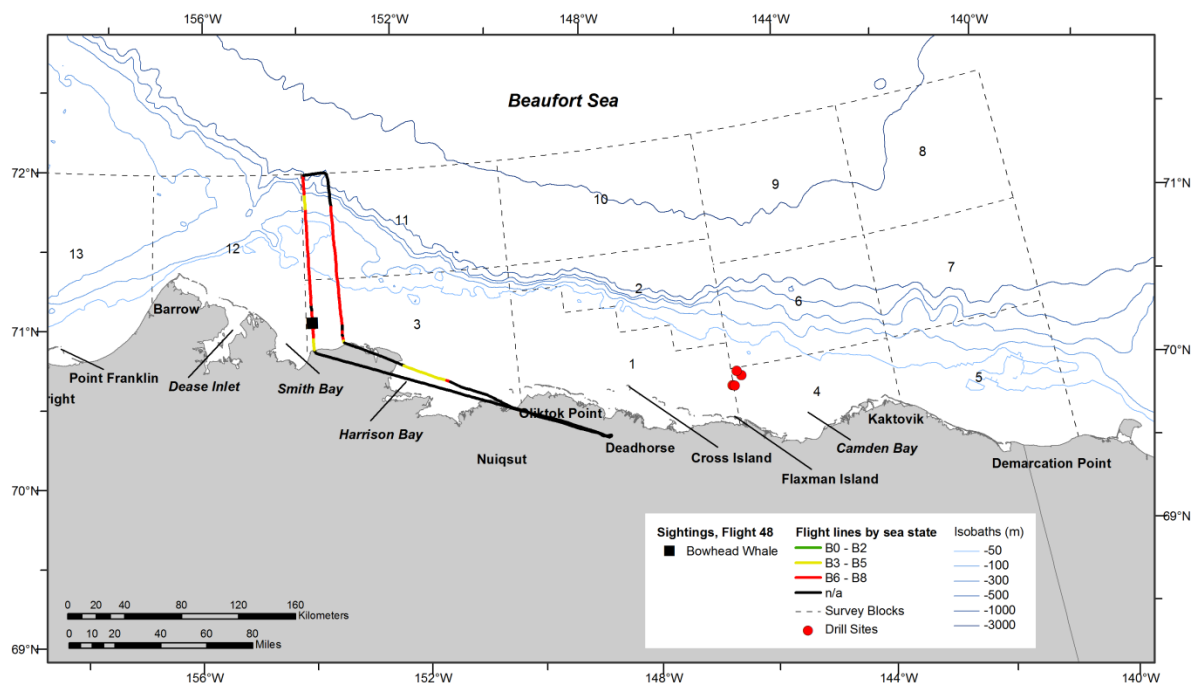 156°W 152°W 148°W 144°W 140°W
Beaufort Sea
8
72°N
71°N
9
10
11
12
13
7
2
6
3
Barrow
71°N
70°N
1
5
Point Franklin
Dease Inlet
Smith Bay
4
right
Harrison Bay
Oliktok Point
Kaktovik
Deadhorse
Camden Bay
Nuiqsut
Cross Island
Demarcation Point
Flaxman Island
70°N
69°N
Sightings, Flight 48
Bowhead Whale
Flight lines by sea state
B0 - B2
B3 - B5
B6 - B8
n/a
Survey Blocks
Drill Sites
Isobaths (m)
-50
-100
-300
-500
-1000
-3000
0 20 40 80 120 160
Kilometers
0 10 20 40 60 80
Miles
69°N
156°W 152°W 148°W 144°W 140°W